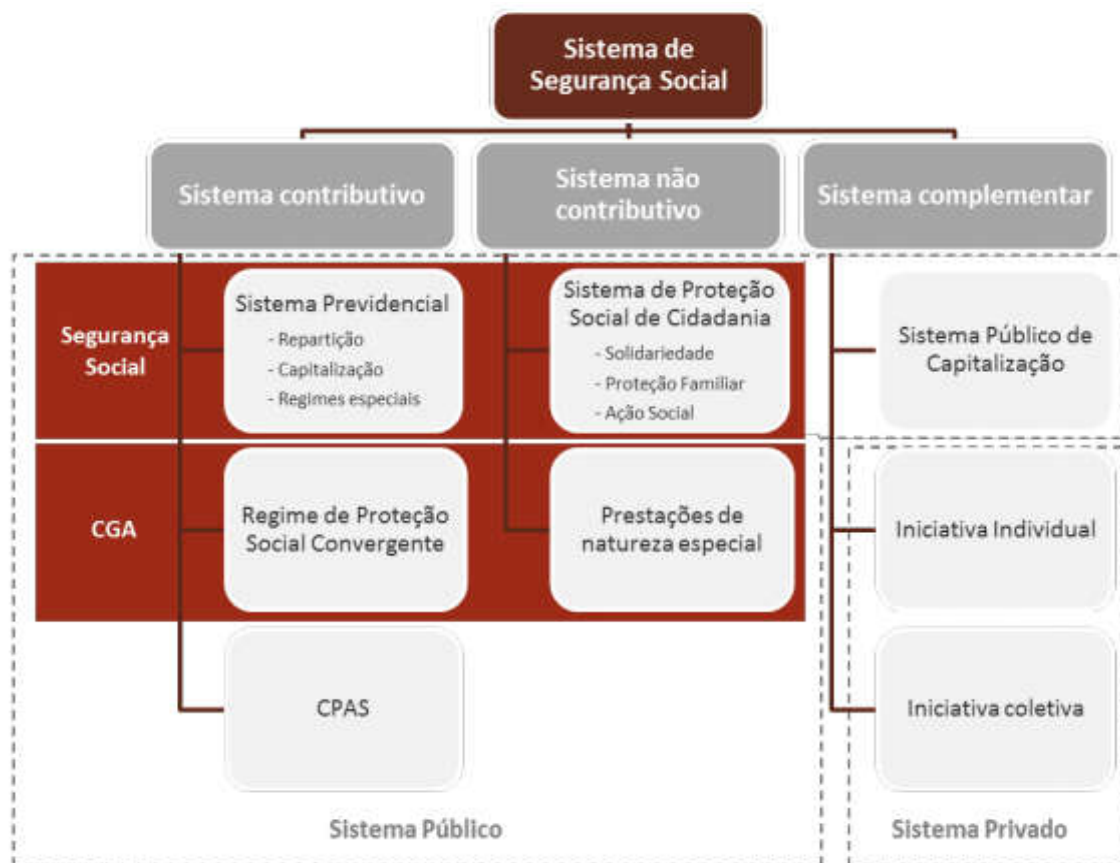 Sistema de
Segurança Social
Sistema contributivo
Sistema não
contributivo
Sistema complementar
Segurança
Social
Sistema Previdencial
- Repartição
- Capitalização
- Regimes especiais
Sistema de Proteção
Social de Cidadania
- Solidariedade
- Proteção Familiar
- Ação Social
Sistema Público de
Capitalização
CGA
Regime de Proteção
Social Convergente
Prestações de
natureza especial
Iniciativa Individual
CPAS
Iniciativa coletiva
Sistema Público
Sistema Privado